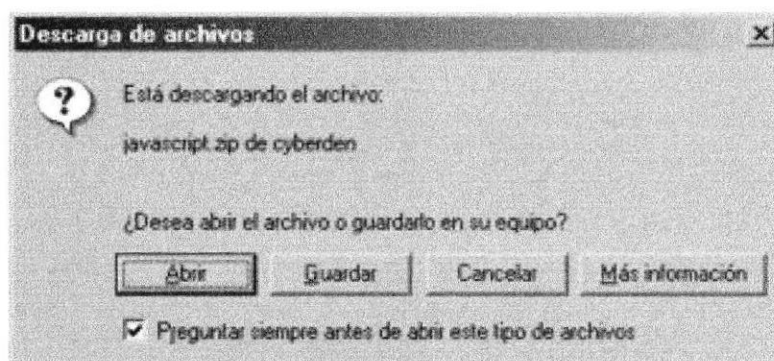 Descarga de archivos
Está descargando el archivo:
javascript.zip de cyberden
¿Desea abrir el archivo o guardarlo en su equipo?
Abrir Guardar Cancelar Más información
Preguntar siempre antes de abrir este tipo de archivos